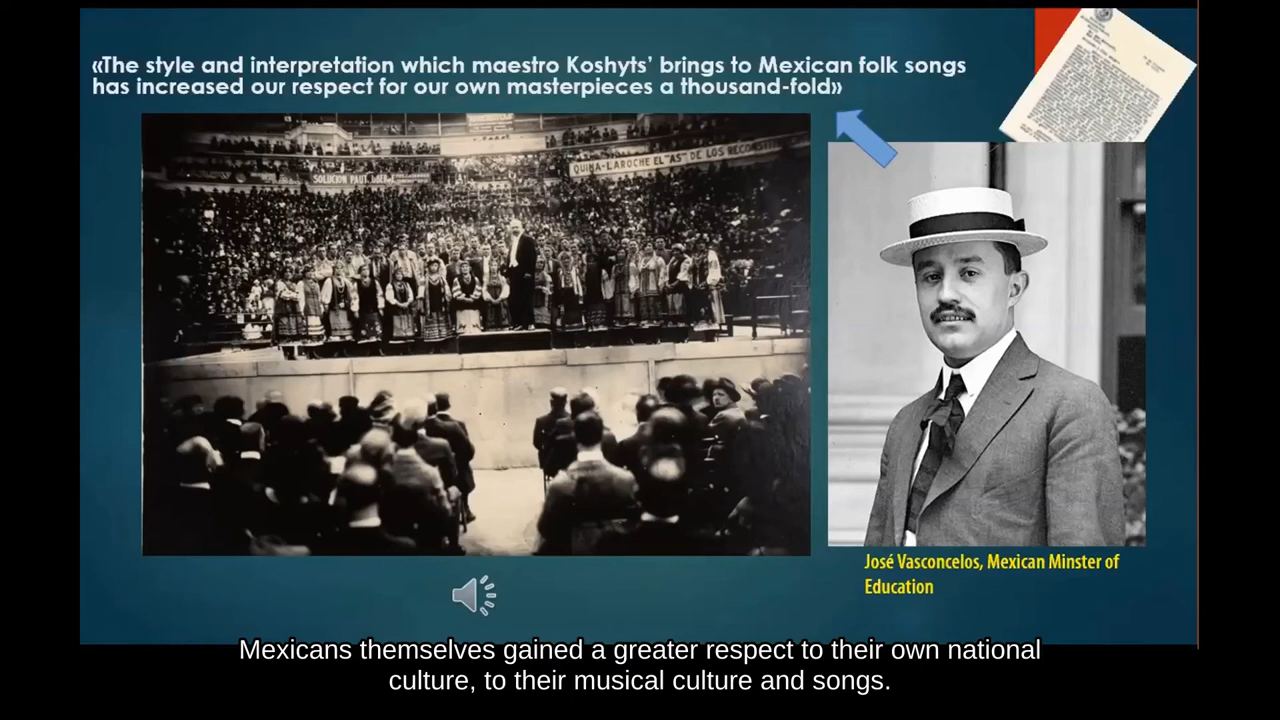 «The style and interpretation which maestro Koshyts’ brings to Mexican folk songs
has increased our respect for our own masterpieces a thousand-fold»
QUINA-LAROCHE EL "AS" DE LOS
SOLUCION PAUT
José Vasconcelos, Mexican Minster of
Education
Mexicans themselves gained a greater respect to their own national
culture, to their musical culture and songs.